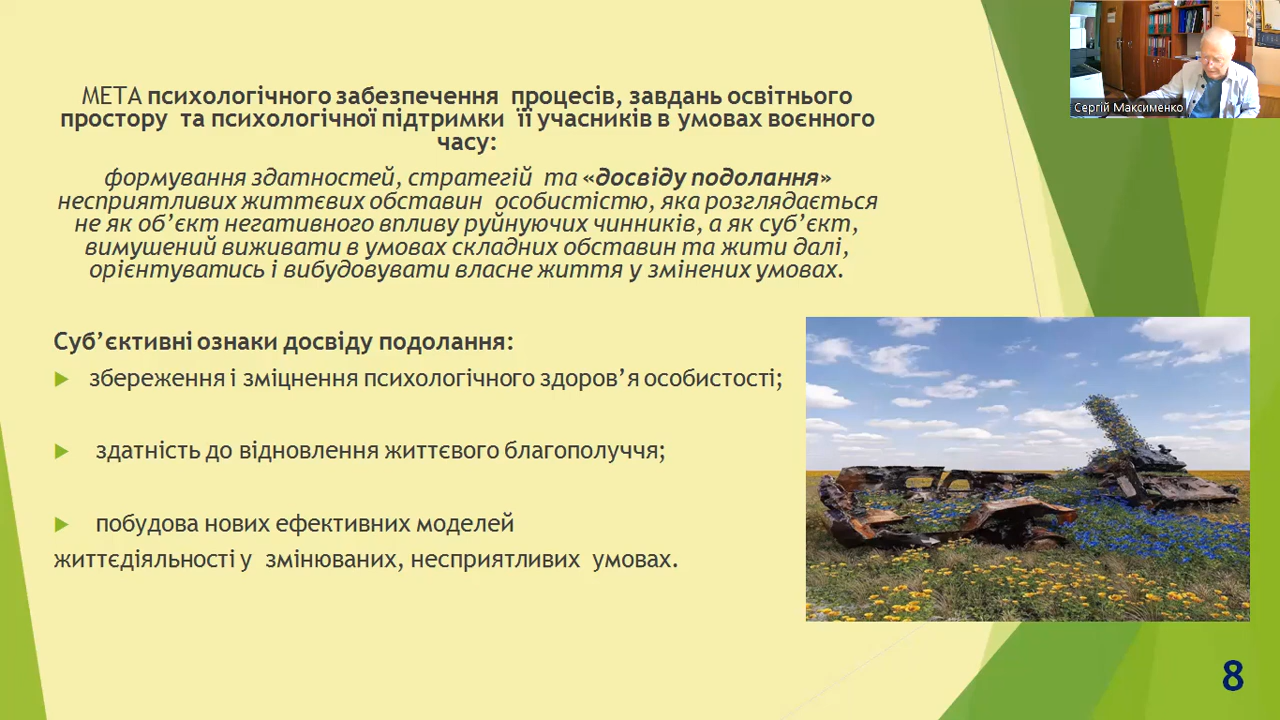 МЕТА психологічного забезпечення процесів, завдань освітнього
простору та психологічної підтримки її учасників в умовах воєнного
часу:
формування здатностей, стратегій та «досвіду подолання»
несприятливих життєвих обставин особистістю, яка розглядається
не як об’єкт негативного впливу руйнуючих чинників, а як суб’єкт,
вимушений виживати в умовах складних обставин та жити далі,
орієнтуватись і вибудовувати власне життя у змінених умовах.
Суб’єктивні ознаки досвіду подолання:
збереження і зміцнення психологічного здоров’я особистості;
здатність до відновлення життєвого благополуччя;
побудова нових ефективних моделей
життєдіяльності у змінюваних, несприятливих умовах.
Сергій Максименко
8